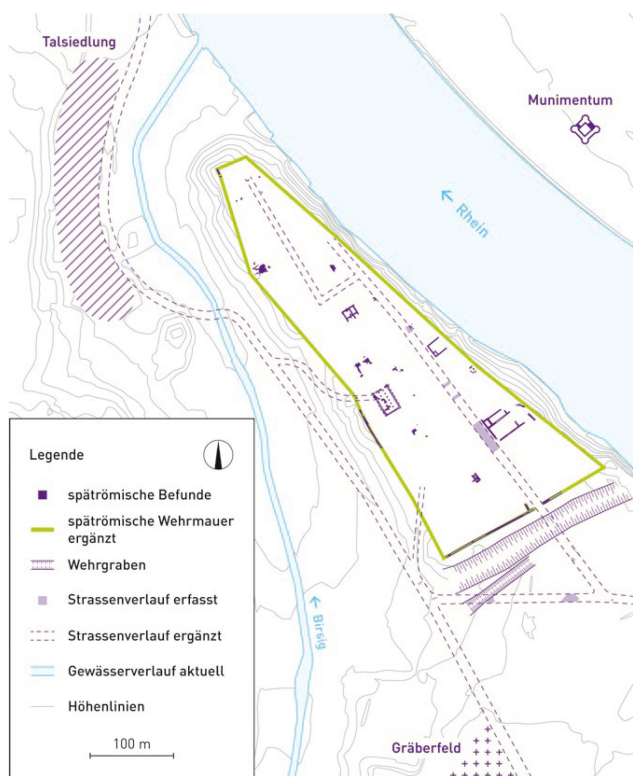 Talsiedlung
Munimentum
← Rhein
← Birsig
Gräberfeld
Legende
spätrömische Befunde
spätrömische Wehrmauer
ergänzt
Wehrgraben
Strassenverlauf erfasst
Strassenverlauf ergänzt
Gewässerverlauf aktuell
Höhenlinien
100 m